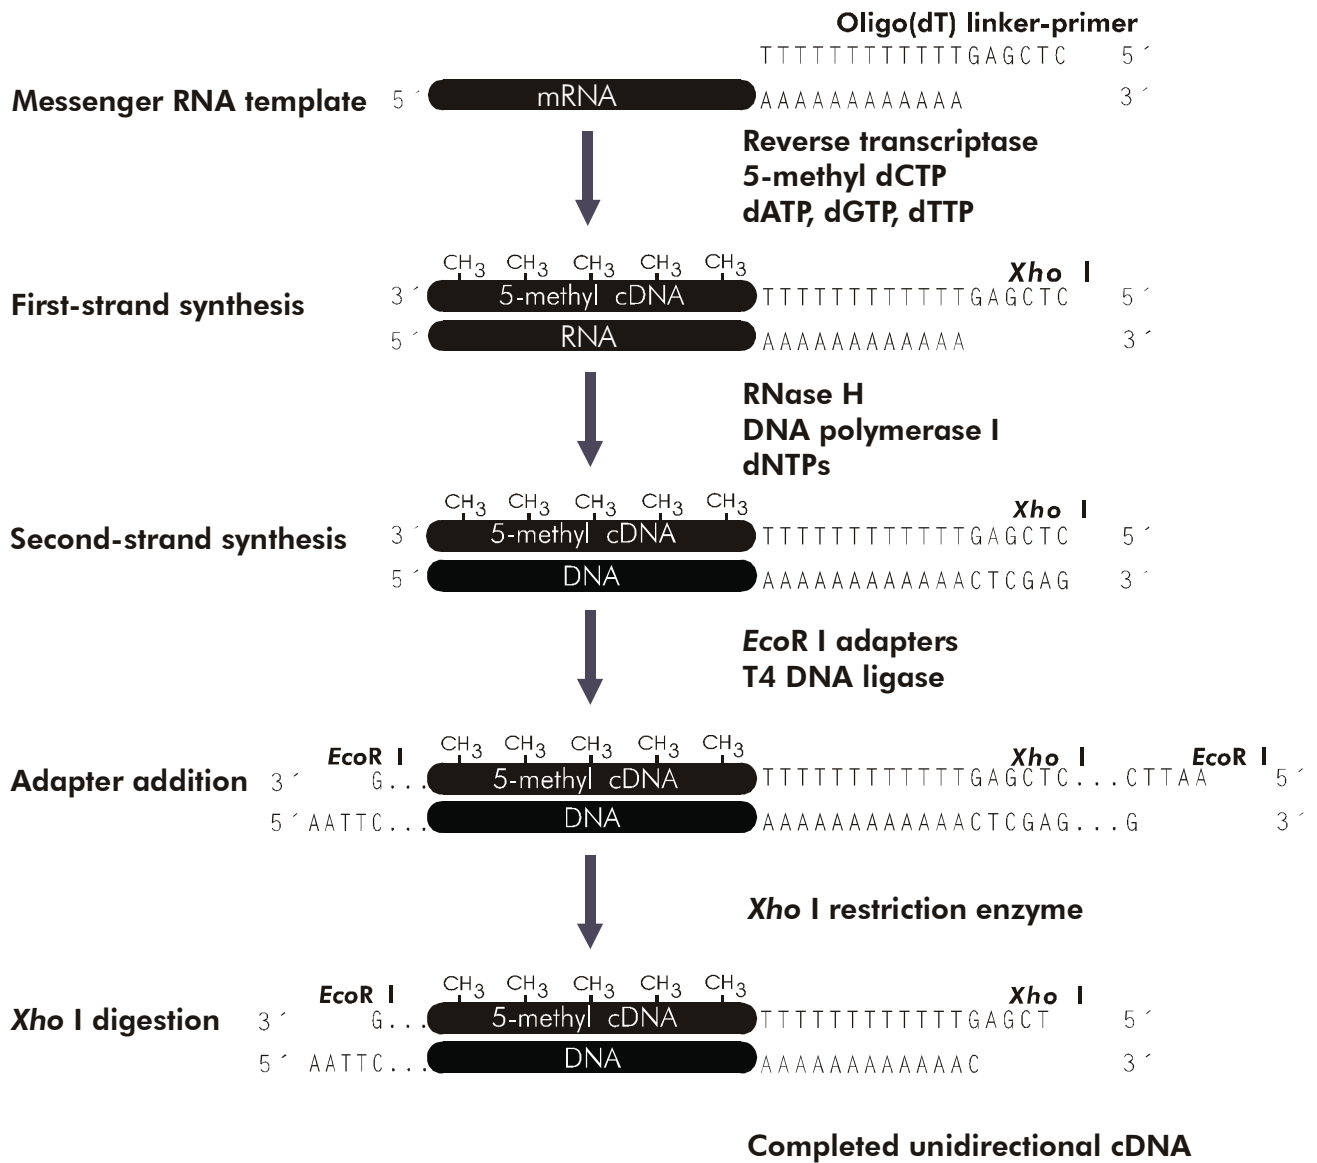 Oligo(dT) linker-primer
TTTTTTTTTTTTGAGCTC 5´
Messenger RNA template 5´ mRNA AAAAAAAAAAAA 3´
Reverse transcriptase
5-methyl dCTP
dATP, dGTP, dTTP
CH3 CH3 CH3 CH3 CH3 Xho I
First-strand synthesis 3´ 5-methyl cDNA TTTTTTTTTTTTGAGCTC 5´
5´ RNA AAAAAAAAAAAA 3´
RNase H
DNA polymerase I
dNTPs
CH3 CH3 CH3 CH3 CH3 Xho I
Second-strand synthesis 3´ 5-methyl cDNA TTTTTTTTTTTTGAGCTC 5´
5´ DNA AAAAAAAAAAAACTCGAG 3´
EcoR I adapters
T4 DNA ligase
EcoR I CH3 CH3 CH3 CH3 CH3 Xho I EcoR I
Adapter addition 3´ G... 5-methyl cDNA TTTTTTTTTTTTGAGCTC...CTTAA 5´
5´ AATTC... DNA AAAAAAAAAAAACTCGAG...G 3´
Xho I restriction enzyme
EcoR I CH3 CH3 CH3 CH3 CH3 Xho I
Xho I digestion 3´ G... 5-methyl cDNA TTTTTTTTTTTTGAGCT 5´
5´ AATTC... DNA AAAAAAAAAAAAC 3´
Completed unidirectional cDNA